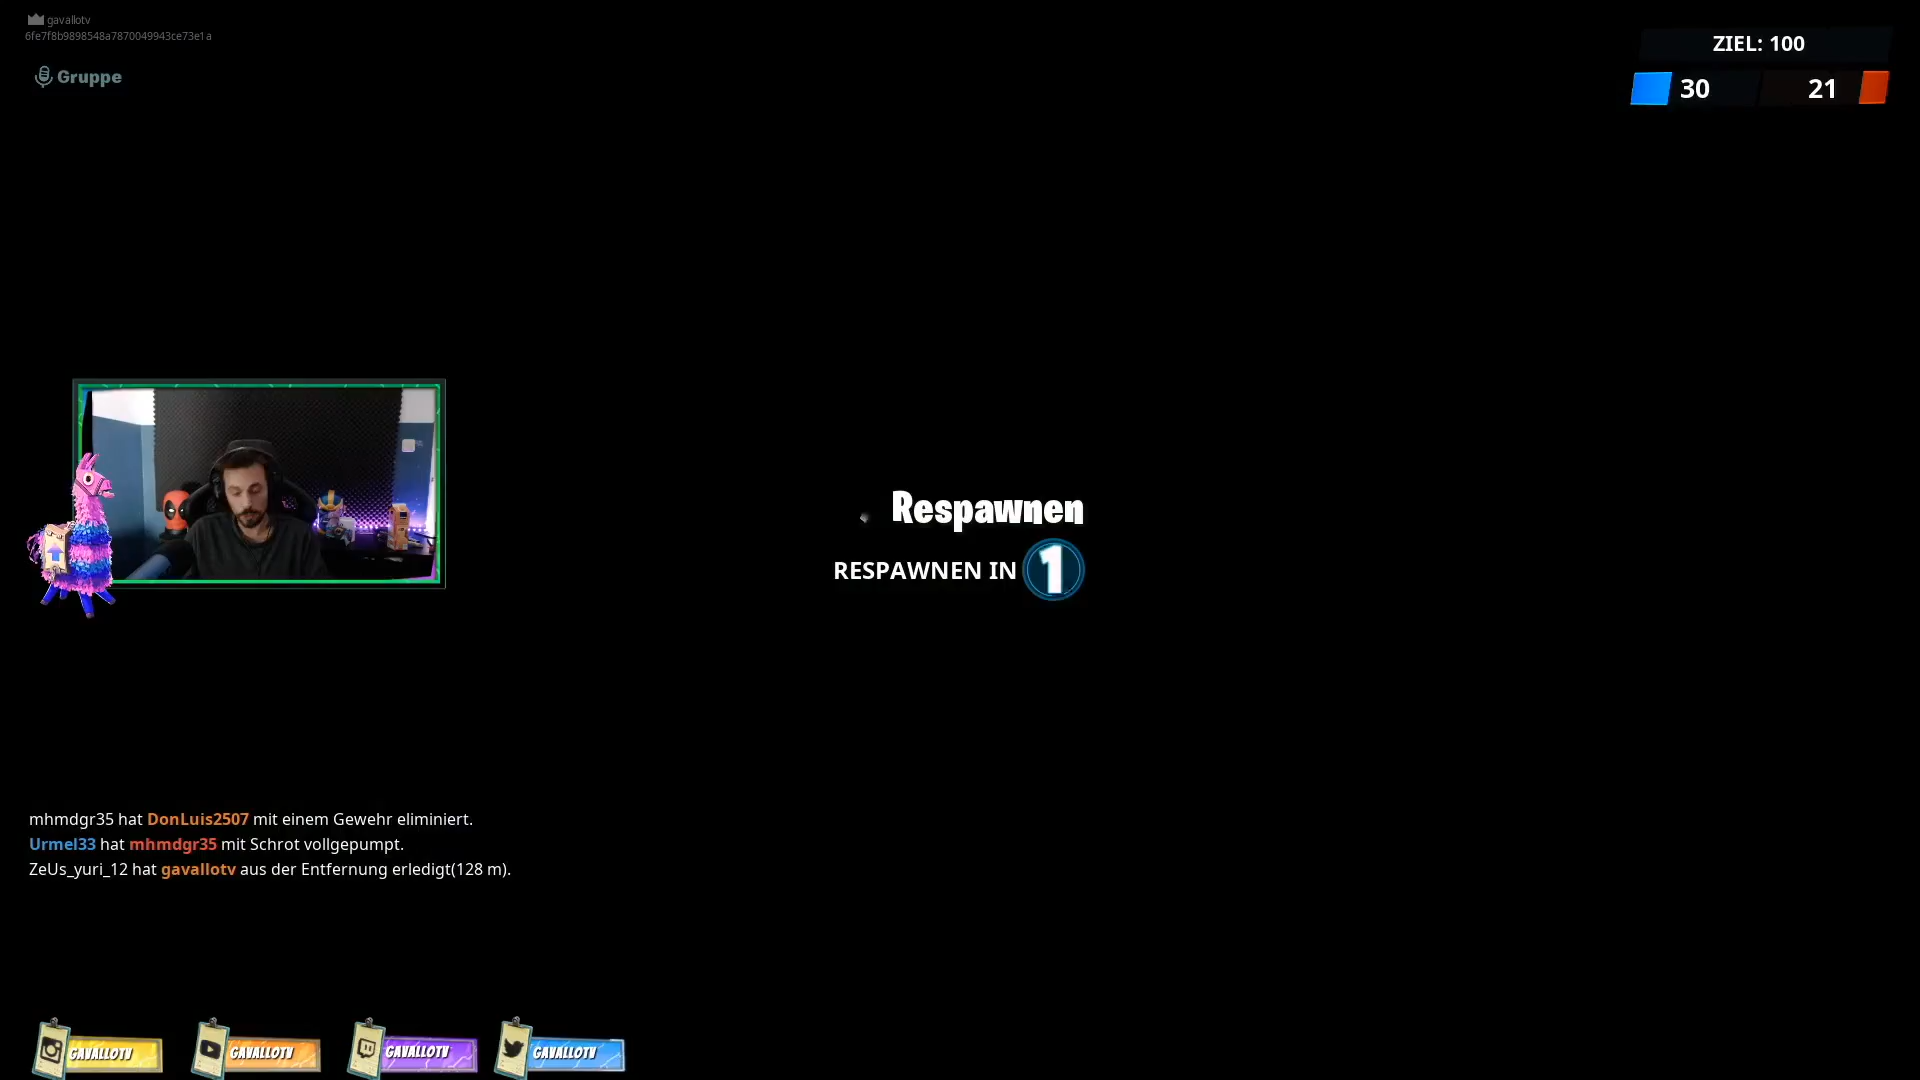 gavallotv
6fe7f8b9898548a7870049943ce73e1a
Gruppe
ZIEL: 100
30 21
Respawnen
RESPAWNEN IN 1
mhmdgr35 hat DonLuis2507 mit einem Gewehr eliminiert.
Urmel33 hat mhmdgr35 mit Schrot vollgepumpt.
ZeUs_yuri_12 hat gavallotv aus der Entfernung erledigt(128 m).
GAVALLOTV GAVALLOTV GAVALLOTV GAVALLOTV